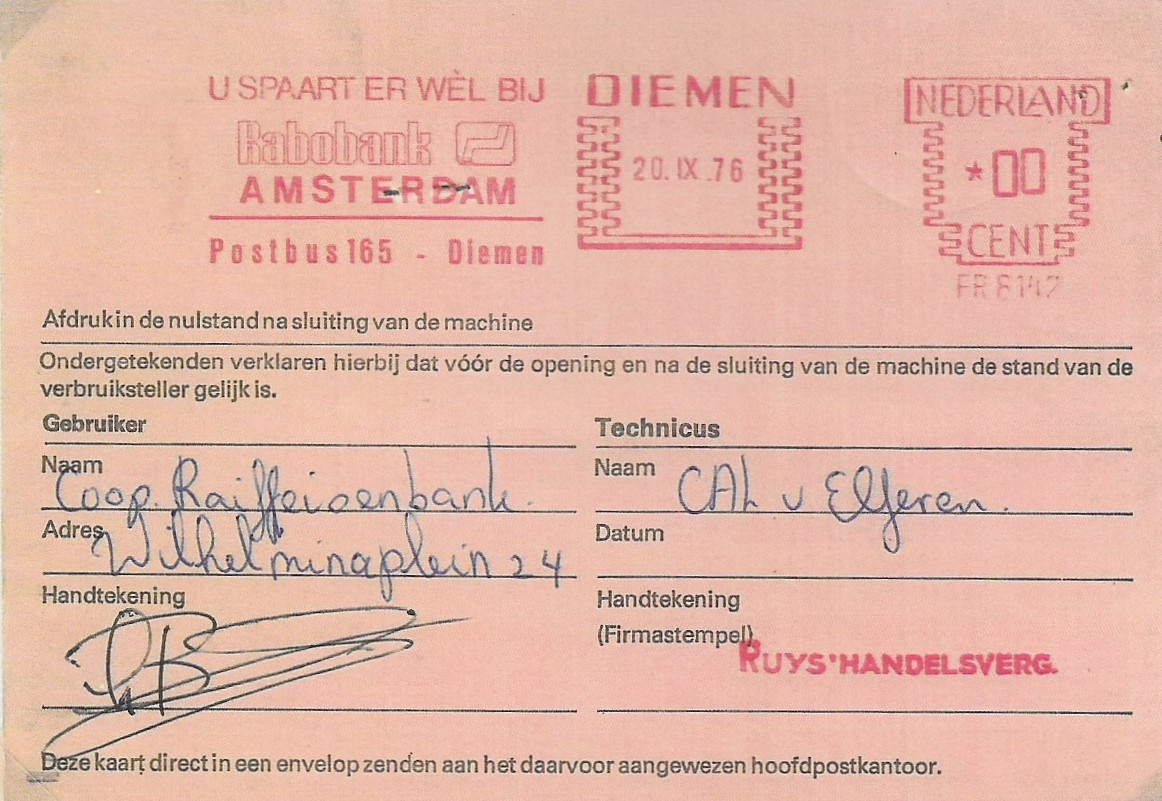 U SPAART ER WÈL BIJ
Rabobank
AMSTERDAM
Postbus 165 - Diemen
DIEMEN
20.IX.76
NEDERLAND
*00
CENT
FR 8142
Afdruk in de nulstand na sluiting van de machine
Ondergetekenden verklaren hierbij dat vóór de opening en na de sluiting van de machine de stand van de
verbruiksteller gelijk is.
Gebruiker
Naam Coop. Raiffeisenbank.
Adres Wilhelminaplein 24
Handtekening
Technicus
Naam CAL v Elferen.
Datum
Handtekening
(Firmastempel)
RUYS' HANDELSVERG.
Deze kaart direct in een envelop zenden aan het daarvoor aangewezen hoofdpostkantoor.